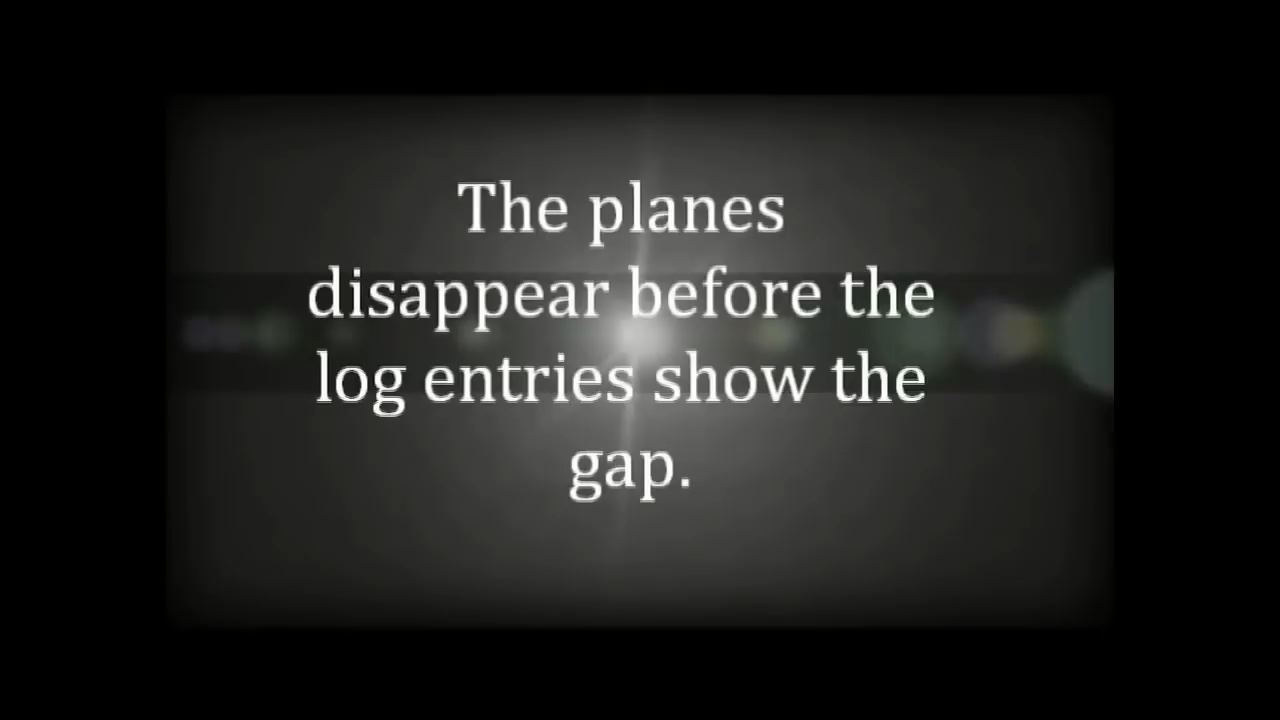 The planes
disappear before the
log entries show the
gap.